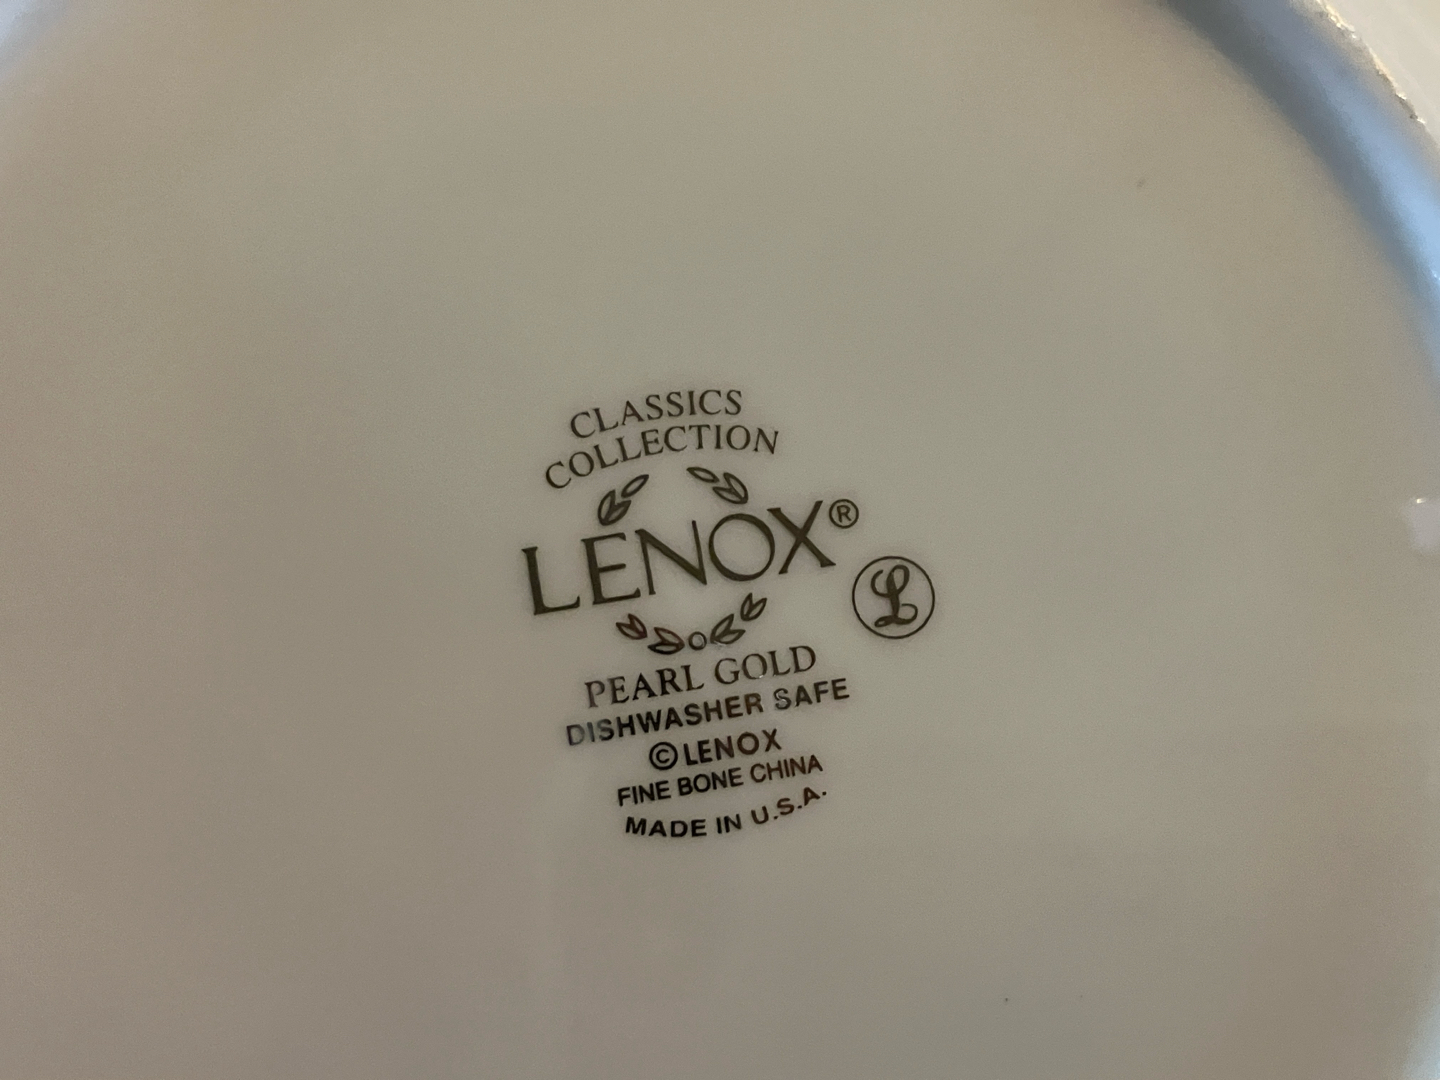 CLASSICS
COLLECTION
LENOX®
L
PEARL GOLD
DISHWASHER SAFE
©LENOX
FINE BONE CHINA
MADE IN U.S.A.